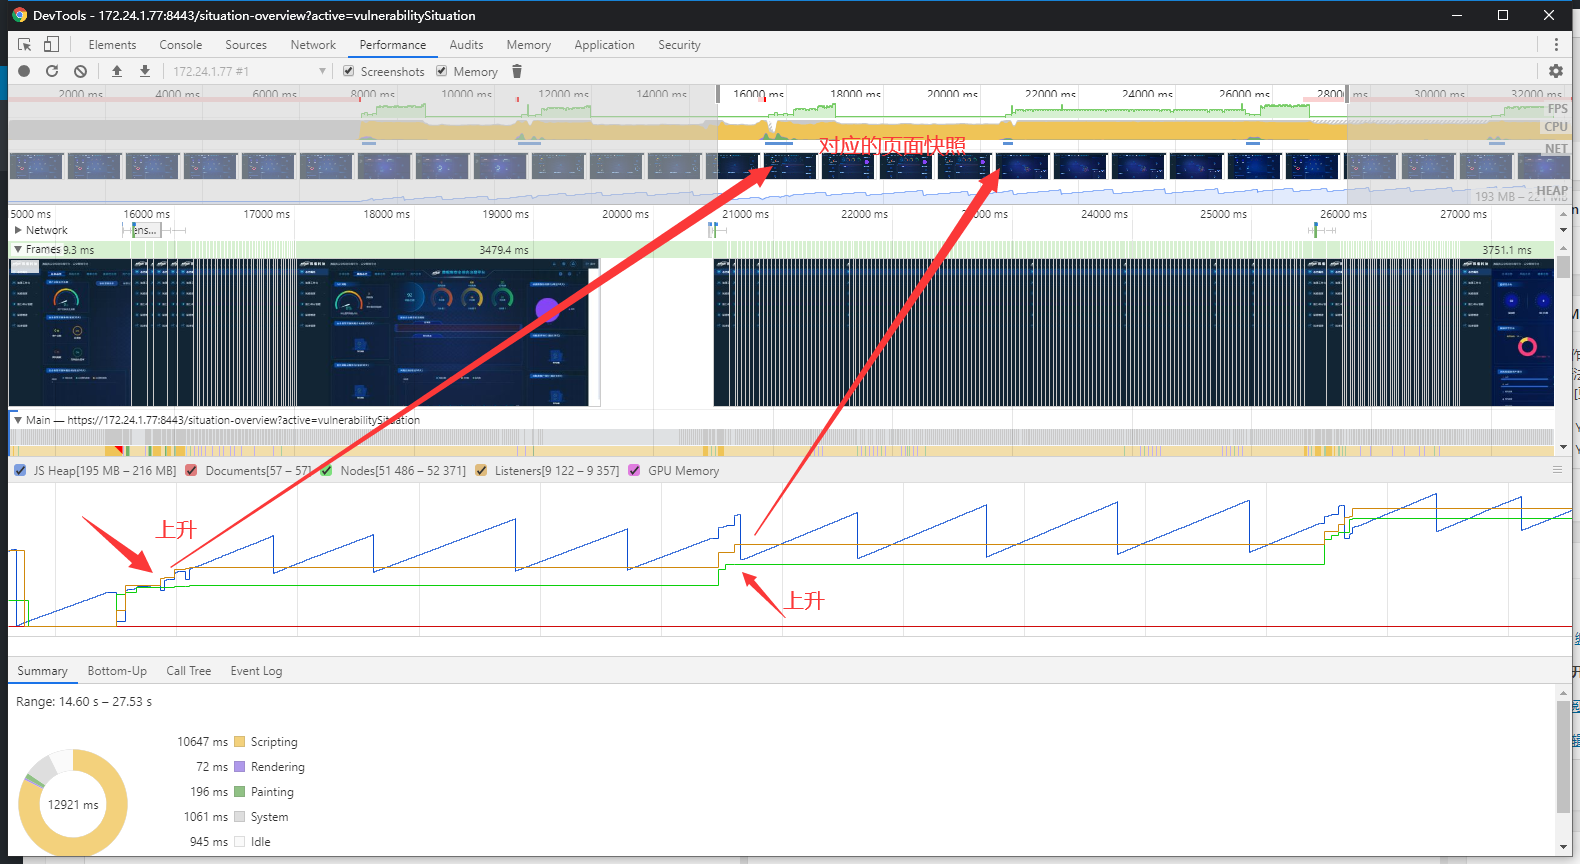 DevTools - 172.24.1.77:8443/situation-overview?active=vulnerabilitySituation
Elements Console Sources Network Performance Audits Memory Application Security
172.24.1.77 #1 Screenshots Memory
2000 ms 4000 ms 6000 ms 8000 ms 10000 ms 12000 ms 14000 ms 16000 ms 18000 ms 20000 ms 22000 ms 24000 ms 26000 ms 28000 ms 30000 ms 32000 ms
FPS
CPU
对应的页面快照
NET
HEAP
193 MB – 221 MB
5000 ms 16000 ms 17000 ms 18000 ms 19000 ms 20000 ms 21000 ms 22000 ms 24000 ms 25000 ms 26000 ms 27000 ms
Network ens...
Frames 9.3 ms 3479.4 ms 3751.1 ms
Main — https://172.24.1.77:8443/situation-overview?active=vulnerabilitySituation
JS Heap[195 MB – 216 MB] Documents[57 – 57] Nodes[51 486 – 52 371] Listeners[9 122 – 9 357] GPU Memory
上升
上升
Summary Bottom-Up Call Tree Event Log
Range: 14.60 s – 27.53 s
10647 ms Scripting
72 ms Rendering
196 ms Painting
12921 ms
1061 ms System
945 ms Idle